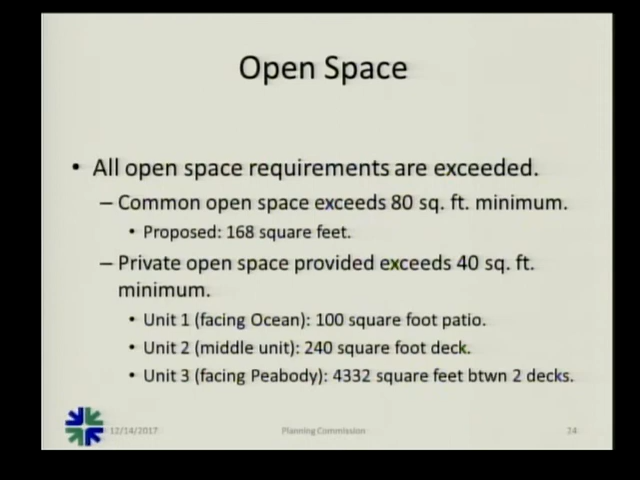 Open Space
• All open space requirements are exceeded.
– Common open space exceeds 80 sq. ft. minimum.
• Proposed: 168 square feet.
– Private open space provided exceeds 40 sq. ft.
minimum.
• Unit 1 (facing Ocean): 100 square foot patio.
• Unit 2 (middle unit): 240 square foot deck.
• Unit 3 (facing Peabody): 4332 square feet btwn 2 decks.
12/14/2017
Planning Commission
24